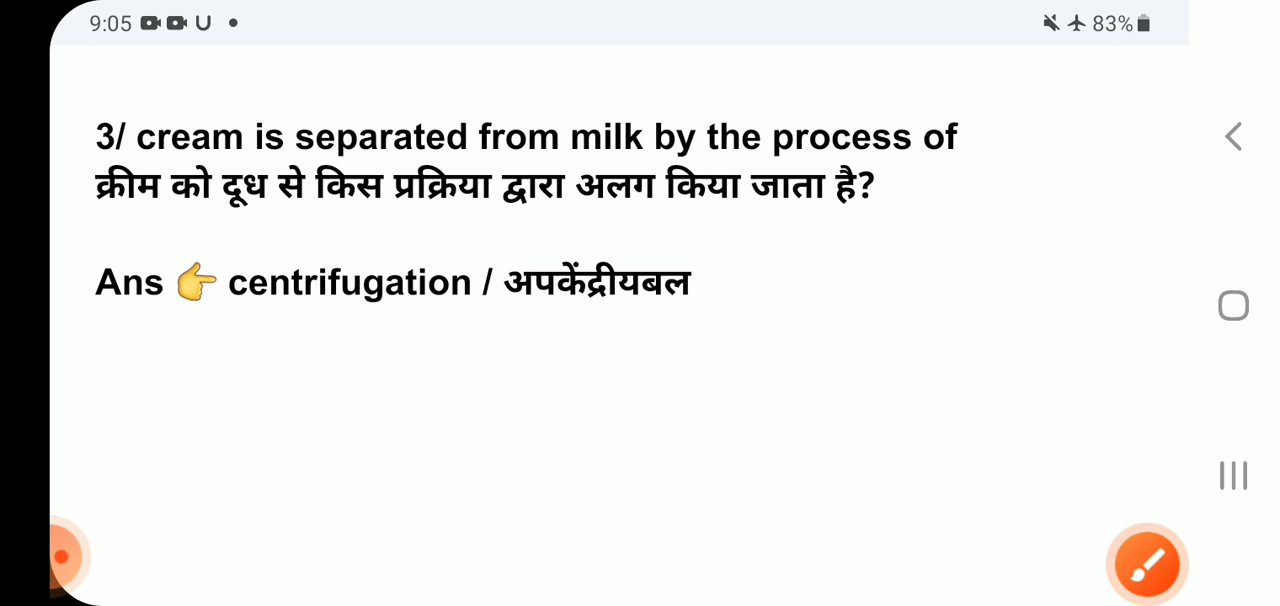 9:05 83%
3/ cream is separated from milk by the process of
क्रीम को दूध से किस प्रक्रिया द्वारा अलग किया जाता है?
Ans 👉 centrifugation / अपकेंद्रीयबल